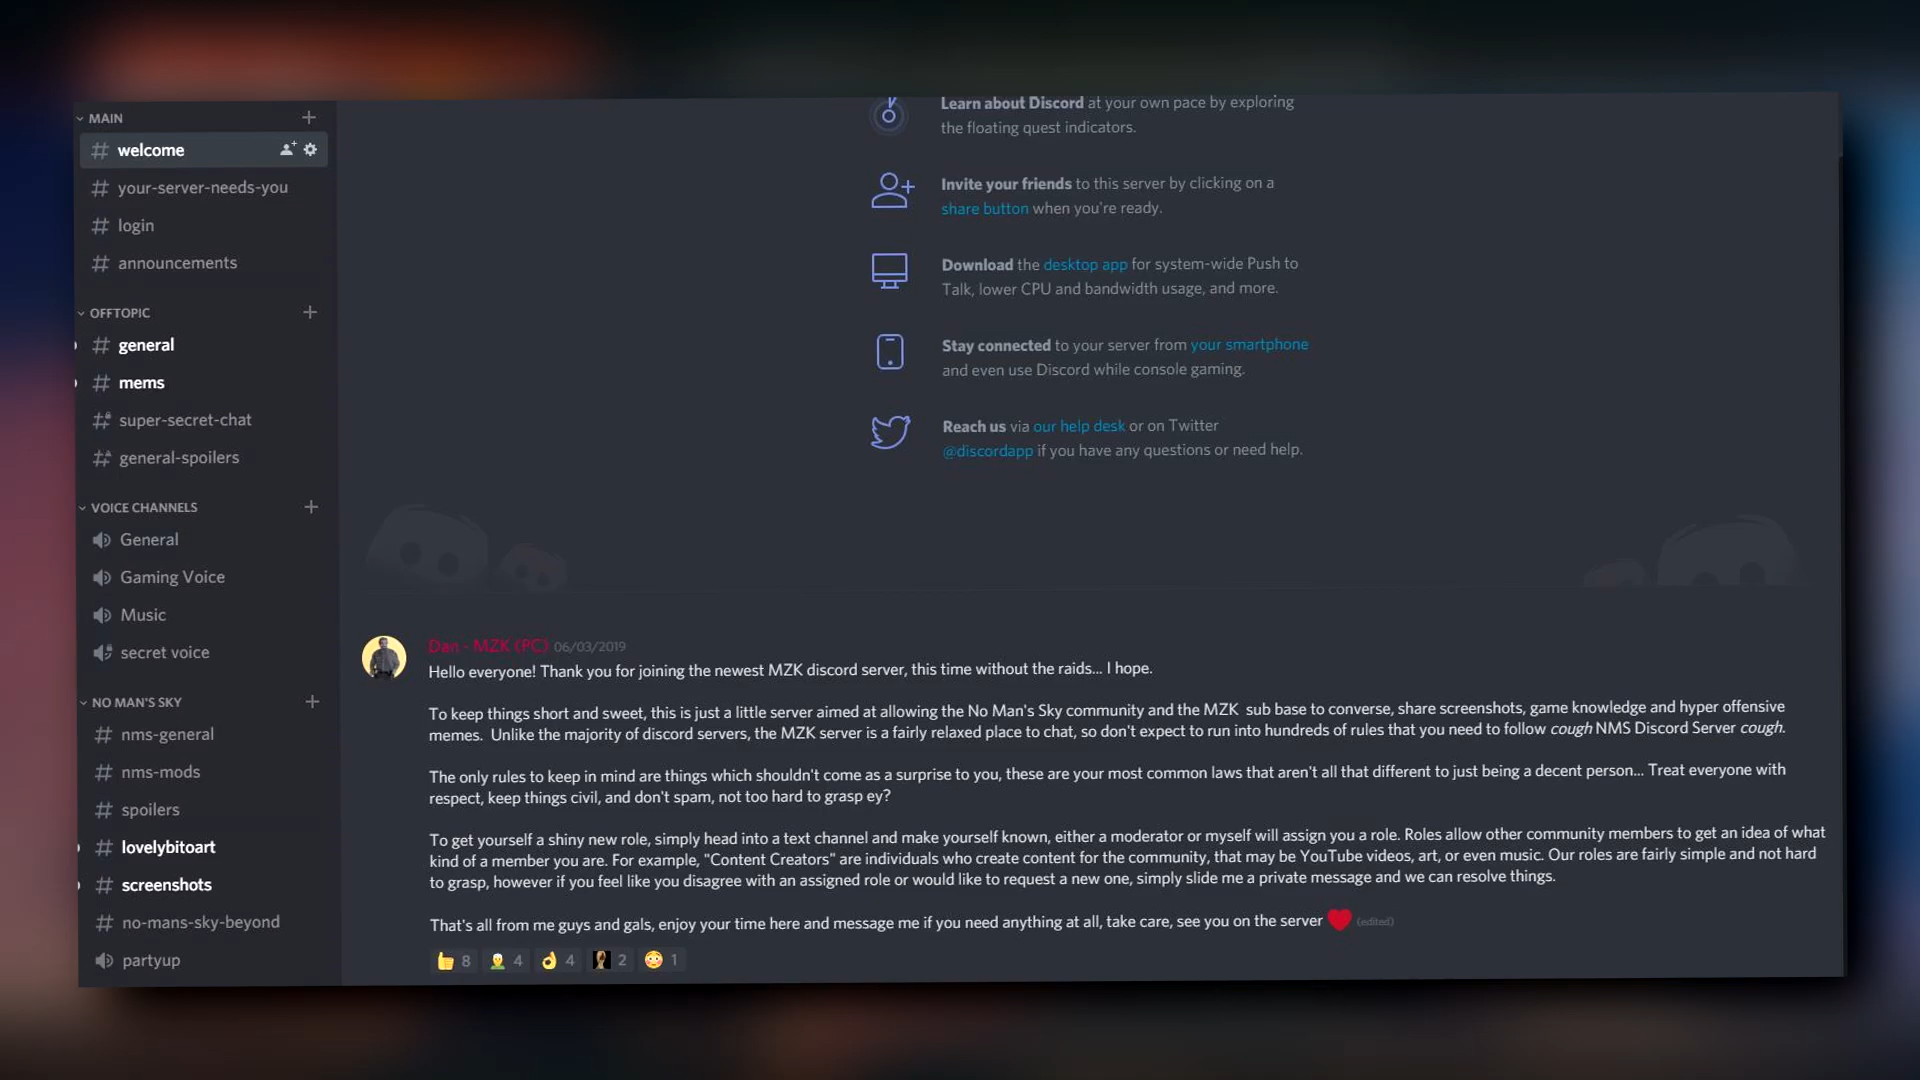 MAIN
welcome
your-server-needs-you
login
announcements
OFFTOPIC
general
mems
super-secret-chat
general-spoilers
VOICE CHANNELS
General
Gaming Voice
Music
secret voice
NO MAN'S SKY
nms-general
nms-mods
spoilers
lovelybitoart
screenshots
no-mans-sky-beyond
partyup
Learn about Discord at your own pace by exploring
the floating quest indicators.
Invite your friends to this server by clicking on a
share button when you're ready.
Download the desktop app for system-wide Push to
Talk, lower CPU and bandwidth usage, and more.
Stay connected to your server from your smartphone
and even use Discord while console gaming.
Reach us via our help desk or on Twitter
@discordapp if you have any questions or need help.
Dan - MZK (PC) 06/03/2019
Hello everyone! Thank you for joining the newest MZK discord server, this time without the raids... I hope.
To keep things short and sweet, this is just a little server aimed at allowing the No Man's Sky community and the MZK sub base to converse, share screenshots, game knowledge and hyper offensive
memes. Unlike the majority of discord servers, the MZK server is a fairly relaxed place to chat, so don't expect to run into hundreds of rules that you need to follow cough NMS Discord Server cough.
The only rules to keep in mind are things which shouldn't come as a surprise to you, these are your most common laws that aren't all that different to just being a decent person... Treat everyone with
respect, keep things civil, and don't spam, not too hard to grasp ey?
To get yourself a shiny new role, simply head into a text channel and make yourself known, either a moderator or myself will assign you a role. Roles allow other community members to get an idea of what
kind of a member you are. For example, "Content Creators" are individuals who create content for the community, that may be YouTube videos, art, or even music. Our roles are fairly simple and not hard
to grasp, however if you feel like you disagree with an assigned role or would like to request a new one, simply slide me a private message and we can resolve things.
That's all from me guys and gals, enjoy your time here and message me if you need anything at all, take care, see you on the server ❤ (edited)
8 4 4 2 1